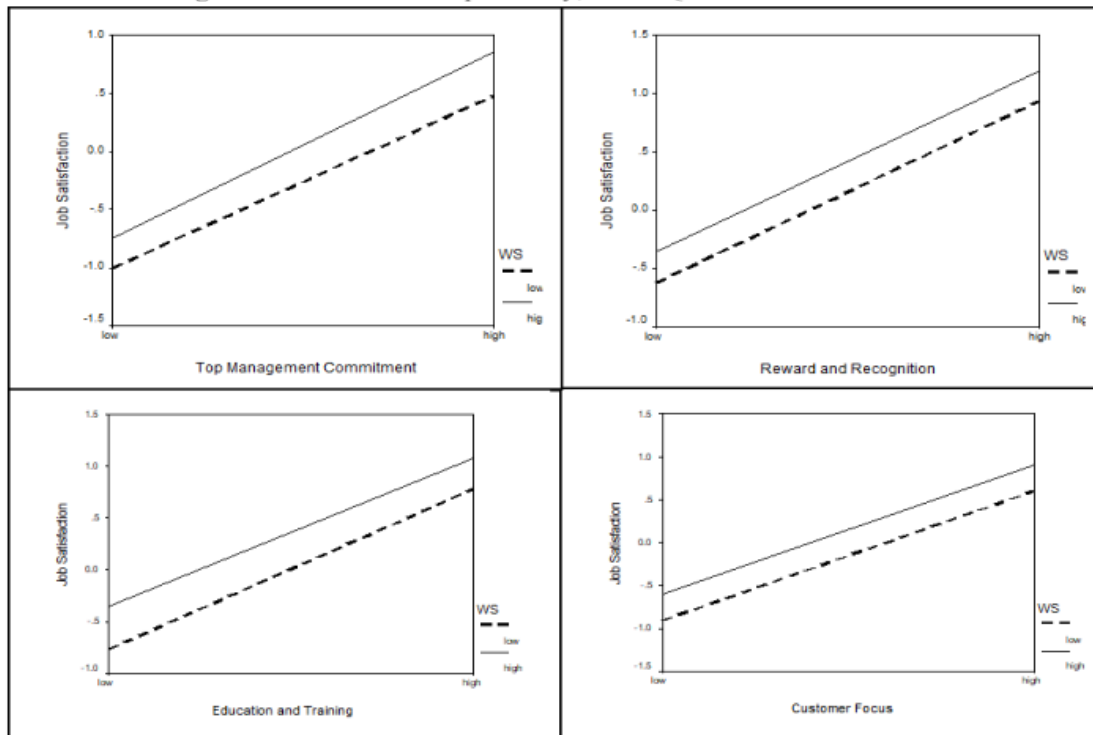 1.0
.5
0.0
-.5
-1.0
-1.5
Job Satisfaction
low
high
Top Management Commitment
WS
low
hig
1.5
1.0
.5
0.0
-.5
-1.0
Job Satisfaction
low
high
Reward and Recognition
WS
low
hig
1.5
1.0
.5
0.0
-.5
-1.0
Job Satisfaction
low
high
Education and Training
WS
low
high
1.5
1.0
.5
0.0
-.5
-1.0
-1.5
Job Satisfaction
low
high
Customer Focus
WS
low
high